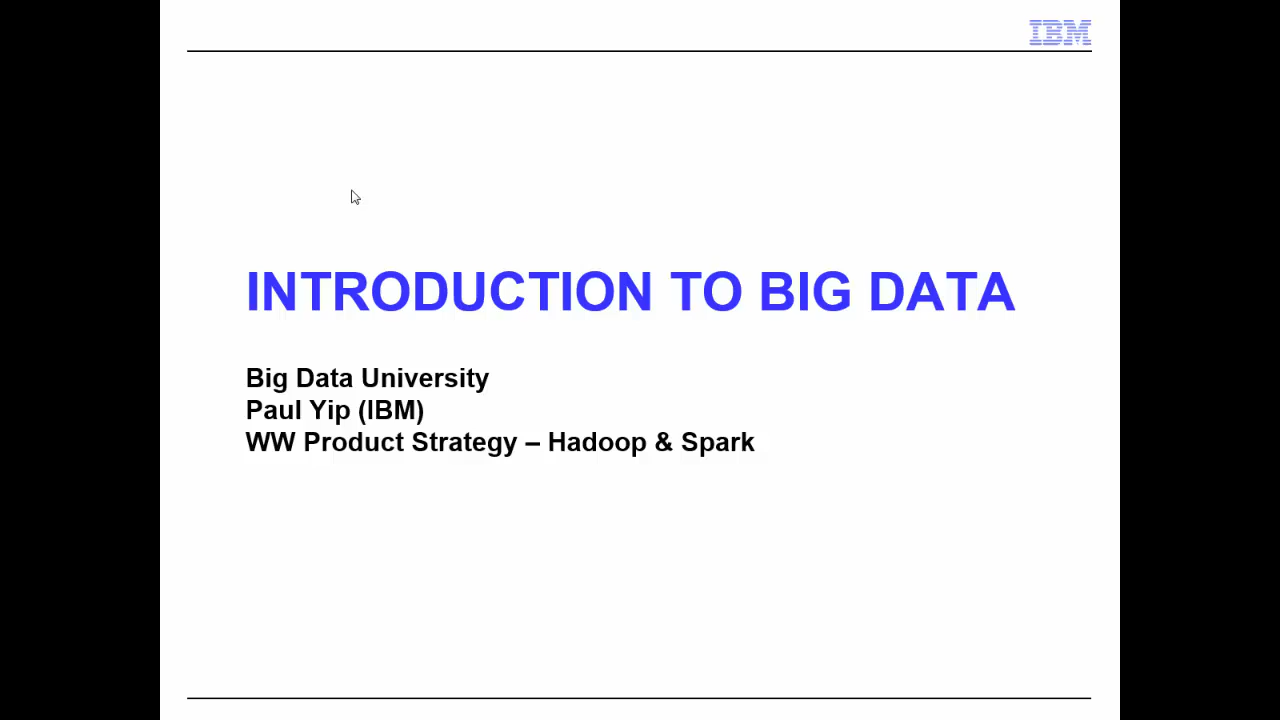 IBM
INTRODUCTION TO BIG DATA
Big Data University
Paul Yip (IBM)
WW Product Strategy – Hadoop & Spark